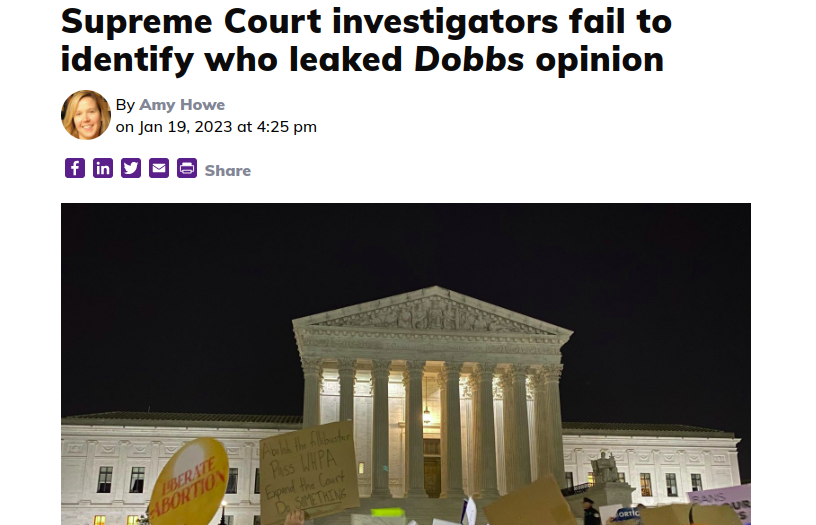 Supreme Court investigators fail to
identify who leaked Dobbs opinion
By Amy Howe
on Jan 19, 2023 at 4:25 pm
Share
LIBERATE
ABORTION
Abolish the filibuster
Pass WHPA
Expand the Court
Do SOMETHING
TRANS